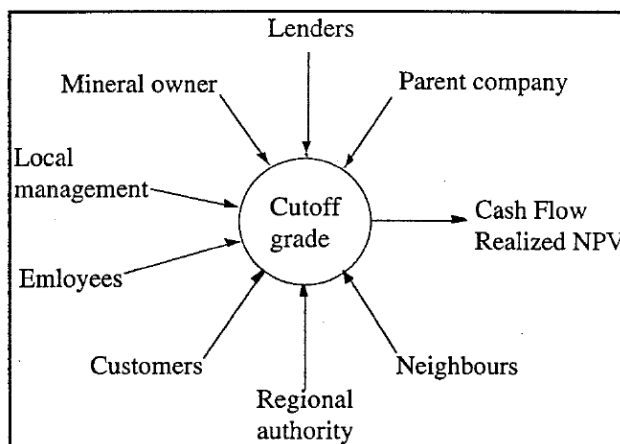 Lenders
Mineral owner
Parent company
Local
management
Cutoff
grade
Cash Flow
Realized NPV
Emloyees
Customers
Neighbours
Regional
authority